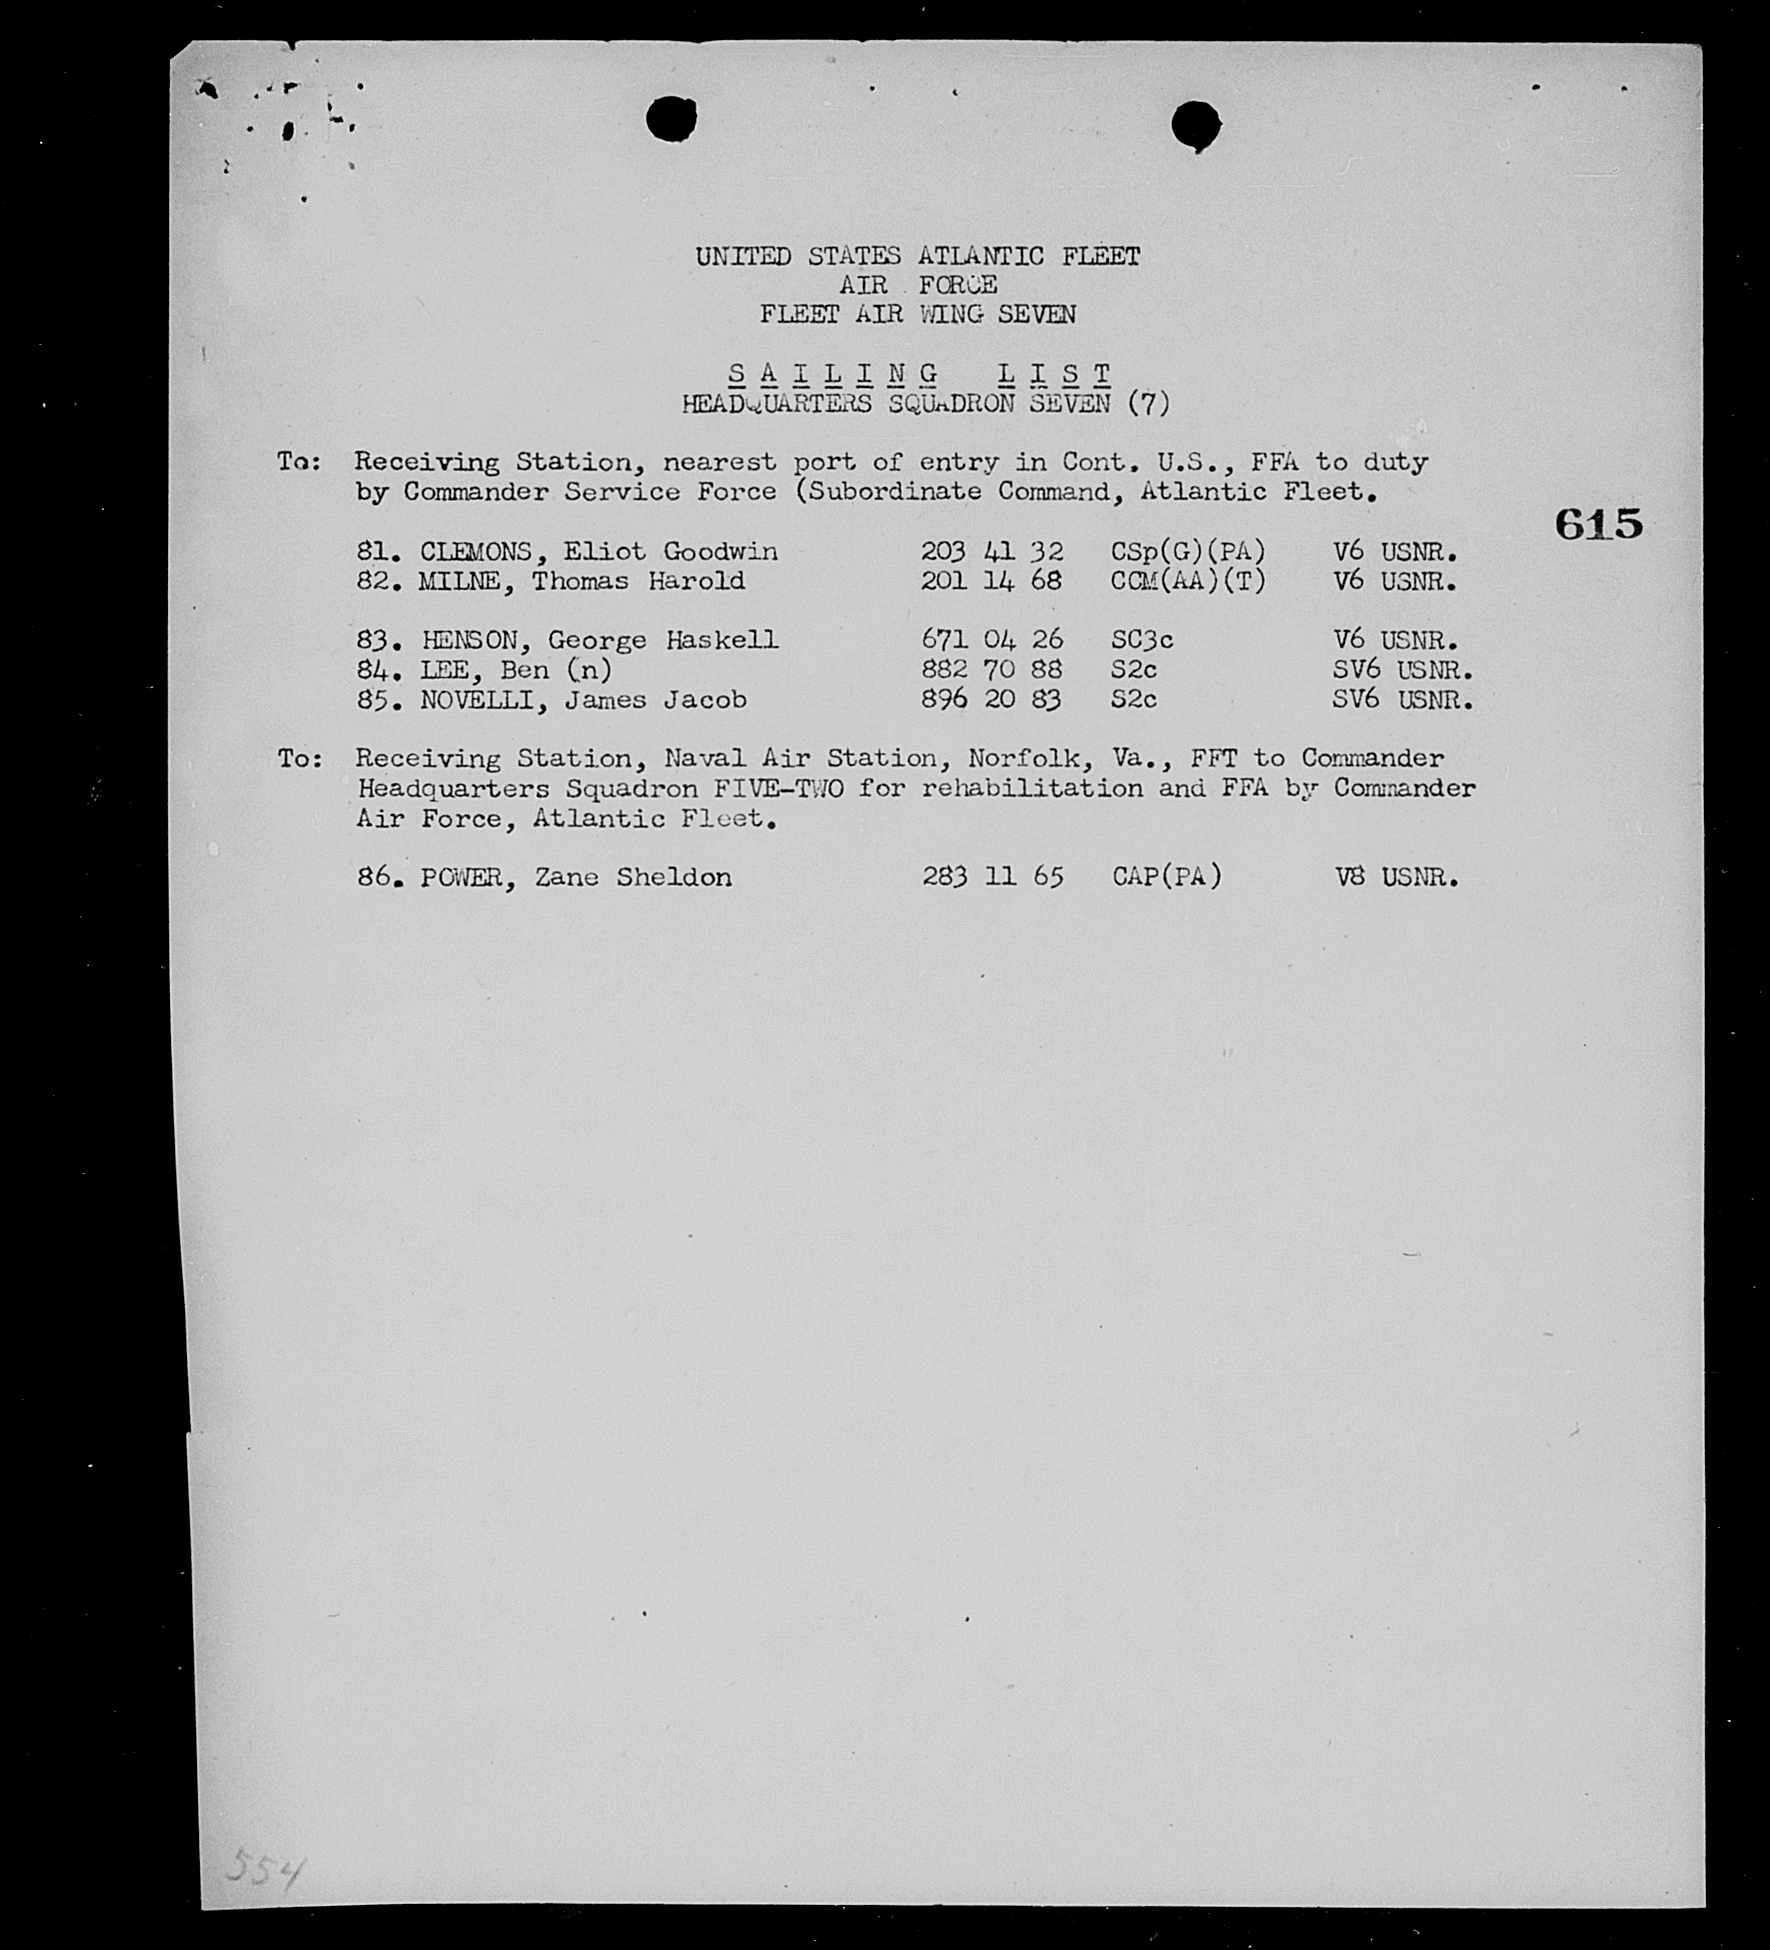 UNITED STATES ATLANTIC FLEET
AIR FORCE
FLEET AIR WING SEVEN
S A I L I N G   L I S T
HEADQUARTERS SQUADRON SEVEN (7)
To: Receiving Station, nearest port of entry in Cont. U.S., FFA to duty
by Commander Service Force (Subordinate Command, Atlantic Fleet.
615
81. CLEMONS, Eliot Goodwin 203 41 32 CSp(G)(PA) V6 USNR.
82. MILNE, Thomas Harold 201 14 68 CCM(AA)(T) V6 USNR.
83. HENSON, George Haskell 671 04 26 SC3c V6 USNR.
84. LEE, Ben (n) 882 70 88 S2c SV6 USNR.
85. NOVELLI, James Jacob 896 20 83 S2c SV6 USNR.
To: Receiving Station, Naval Air Station, Norfolk, Va., FFT to Commander
Headquarters Squadron FIVE-TWO for rehabilitation and FFA by Commander
Air Force, Atlantic Fleet.
86. POWER, Zane Sheldon 283 11 65 CAP(PA) V8 USNR.
554